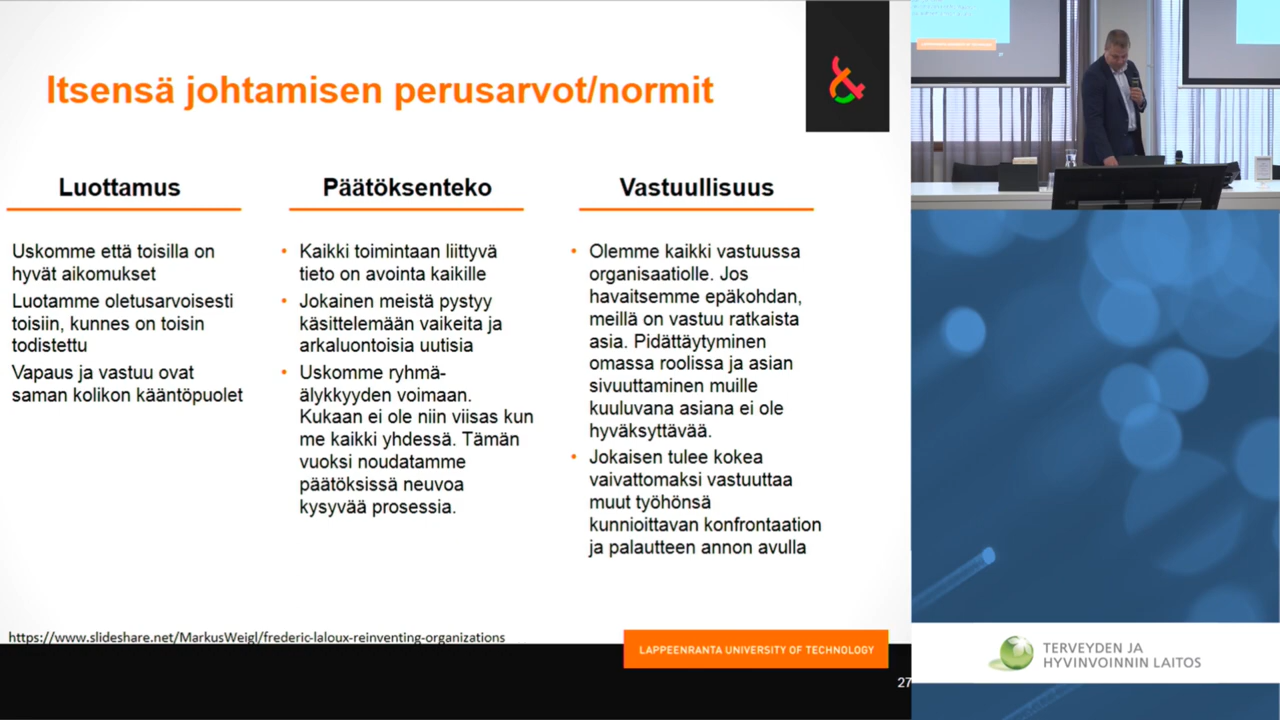 Itsensä johtamisen perusarvot/normit
Luottamus
Uskomme että toisilla on
hyvät aikomukset
Luotamme oletusarvoisesti
toisiin, kunnes on toisin
todistettu
Vapaus ja vastuu ovat
saman kolikon kääntöpuolet
Päätöksenteko
• Kaikki toimintaan liittyvä
tieto on avointa kaikille
• Jokainen meistä pystyy
käsittelemään vaikeita ja
arkaluontoisia uutisia
• Uskomme ryhmä-
älykkyyden voimaan.
Kukaan ei ole niin viisas kun
me kaikki yhdessä. Tämän
vuoksi noudatamme
päätöksissä neuvoa
kysyvää prosessia.
Vastuullisuus
• Olemme kaikki vastuussa
organisaatiolle. Jos
havaitsemme epäkohdan,
meillä on vastuu ratkaista
asia. Pidättäytyminen
omassa roolissa ja asian
sivuuttaminen muille
kuuluvana asiana ei ole
hyväksyttävää.
• Jokaisen tulee kokea
vaivattomaksi vastuuttaa
muut työhönsä
kunnioittavan konfrontaation
ja palautteen annon avulla
https://www.slideshare.net/MarkusWeigl/frederic-laloux-reinventing-organizations
LAPPEENRANTA UNIVERSITY OF TECHNOLOGY
27
TERVEYDEN JA
HYVINVOINNIN LAITOS